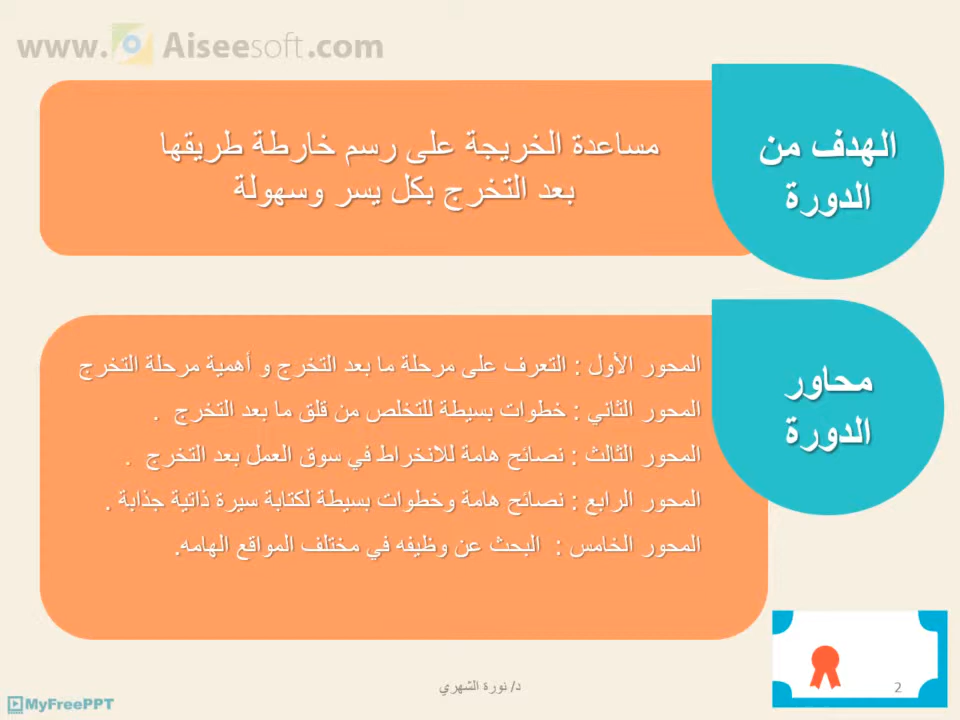 www.Aiseesoft.com
الهدف من
الدورة
مساعدة الخريجة على رسم خارطة طريقها
بعد التخرج بكل يسر وسهولة
محاور
الدورة
المحور الأول : التعرف على مرحلة ما بعد التخرج و أهمية مرحلة التخرج
المحور الثاني : خطوات بسيطة للتخلص من قلق ما بعد التخرج .
المحور الثالث : نصائح هامة للانخراط في سوق العمل بعد التخرج .
المحور الرابع : نصائح هامة وخطوات بسيطة لكتابة سيرة ذاتية جذابة .
المحور الخامس : البحث عن وظيفه في مختلف المواقع الهامه.
د/ نورة الشهري
2
MyFreePPT